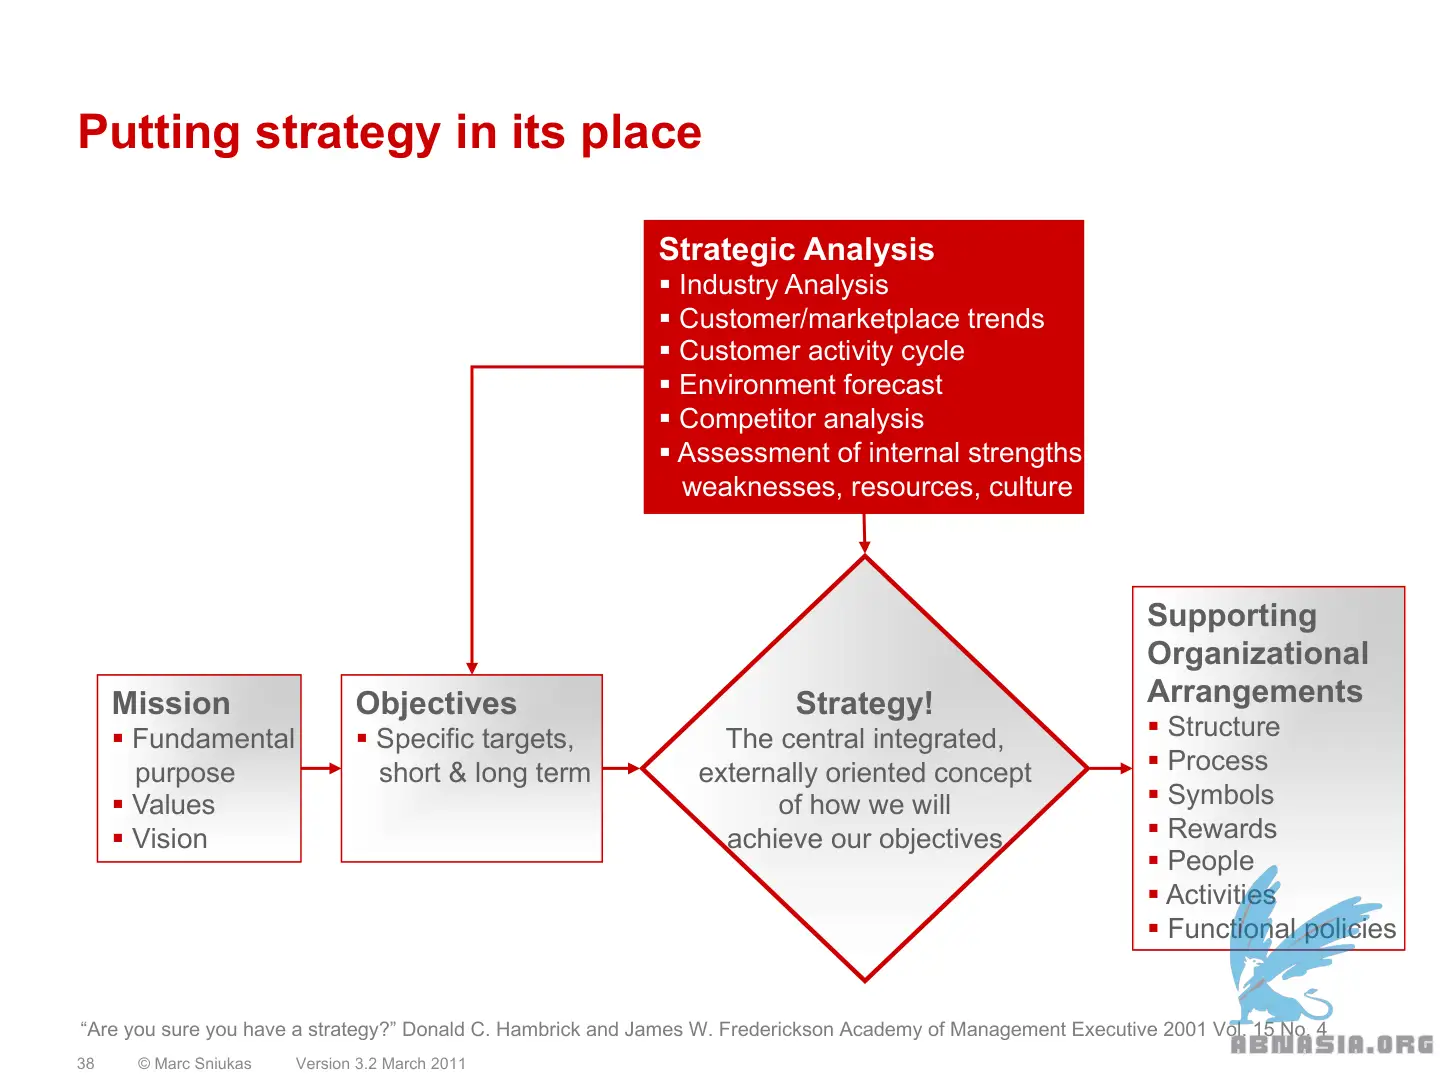 Putting strategy in its place
Strategic Analysis
▪ Industry Analysis
▪ Customer/marketplace trends
▪ Customer activity cycle
▪ Environment forecast
▪ Competitor analysis
▪ Assessment of internal strengths
weaknesses, resources, culture
Mission
▪ Fundamental
purpose
▪ Values
▪ Vision
Objectives
▪ Specific targets,
short & long term
Strategy!
The central integrated,
externally oriented concept
of how we will
achieve our objectives
Supporting
Organizational
Arrangements
▪ Structure
▪ Process
▪ Symbols
▪ Rewards
▪ People
▪ Activities
▪ Functional policies
“Are you sure you have a strategy?” Donald C. Hambrick and James W. Frederickson Academy of Management Executive 2001 Vol. 15 No. 4
38 © Marc Sniukas Version 3.2 March 2011
ABNASIA.ORG